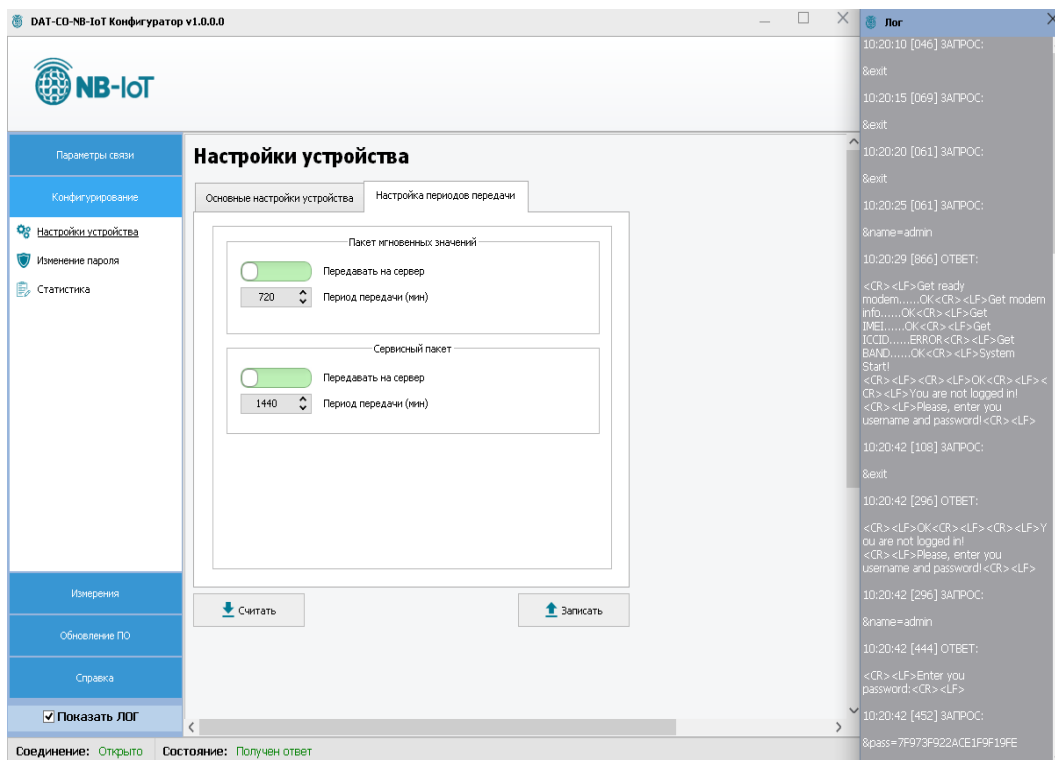 DAT-CO-NB-IoT Конфигуратор v1.0.0.0
NB-IoT
Параметры связи
Конфигурирование
Настройки устройства
Изменение пароля
Статистика
Измерения
Обновление ПО
Справка
Показать ЛОГ
Настройки устройства
Основные настройки устройства
Настройка периодов передачи
Пакет мгновенных значений
Передавать на сервер
720 Период передачи (мин)
Сервисный пакет
Передавать на сервер
1440 Период передачи (мин)
Считать
Записать
Соединение: Открыто Состояние: Получен ответ
Лог
10:20:10 [046] ЗАПРОС:
&exit
10:20:15 [069] ЗАПРОС:
&exit
10:20:20 [061] ЗАПРОС:
&exit
10:20:25 [061] ЗАПРОС:
&name=admin
10:20:29 [866] ОТВЕТ:
<CR><LF>Get ready
modem......OK<CR><LF>Get modem
info......OK<CR><LF>Get
IMEI......OK<CR><LF>Get
ICCID......ERROR<CR><LF>Get
BAND......OK<CR><LF>System
Start!
<CR><LF><CR><LF>OK<CR><LF><
CR><LF>You are not logged in!
<CR><LF>Please, enter you
username and password!<CR><LF>
10:20:42 [108] ЗАПРОС:
&exit
10:20:42 [296] ОТВЕТ:
<CR><LF>OK<CR><LF><CR><LF>Y
ou are not logged in!
<CR><LF>Please, enter you
username and password!<CR><LF>
10:20:42 [296] ЗАПРОС:
&name=admin
10:20:42 [444] ОТВЕТ:
<CR><LF>Enter you
password:<CR><LF>
10:20:42 [452] ЗАПРОС:
&pass=7F973F922ACE1F9F19FE